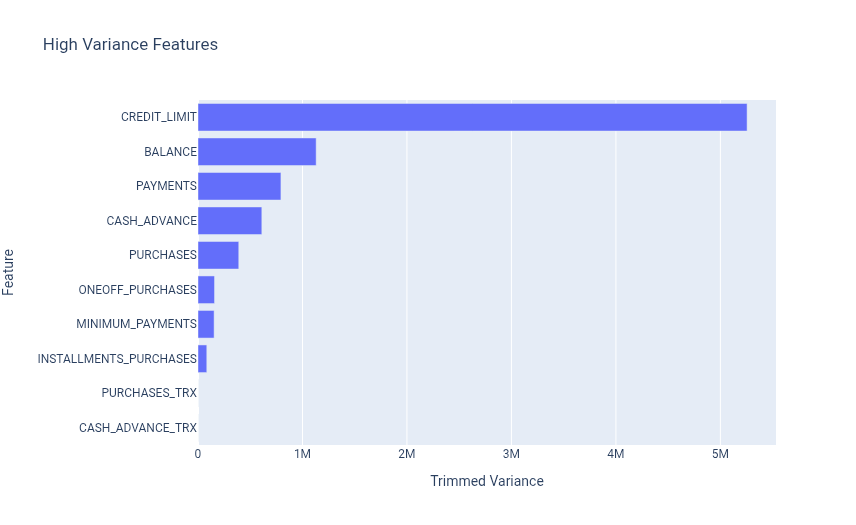 High Variance Features
CREDIT_LIMIT
BALANCE
PAYMENTS
CASH_ADVANCE
PURCHASES
ONEOFF_PURCHASES
MINIMUM_PAYMENTS
INSTALLMENTS_PURCHASES
PURCHASES_TRX
CASH_ADVANCE_TRX
Feature
0 1M 2M 3M 4M 5M
Trimmed Variance